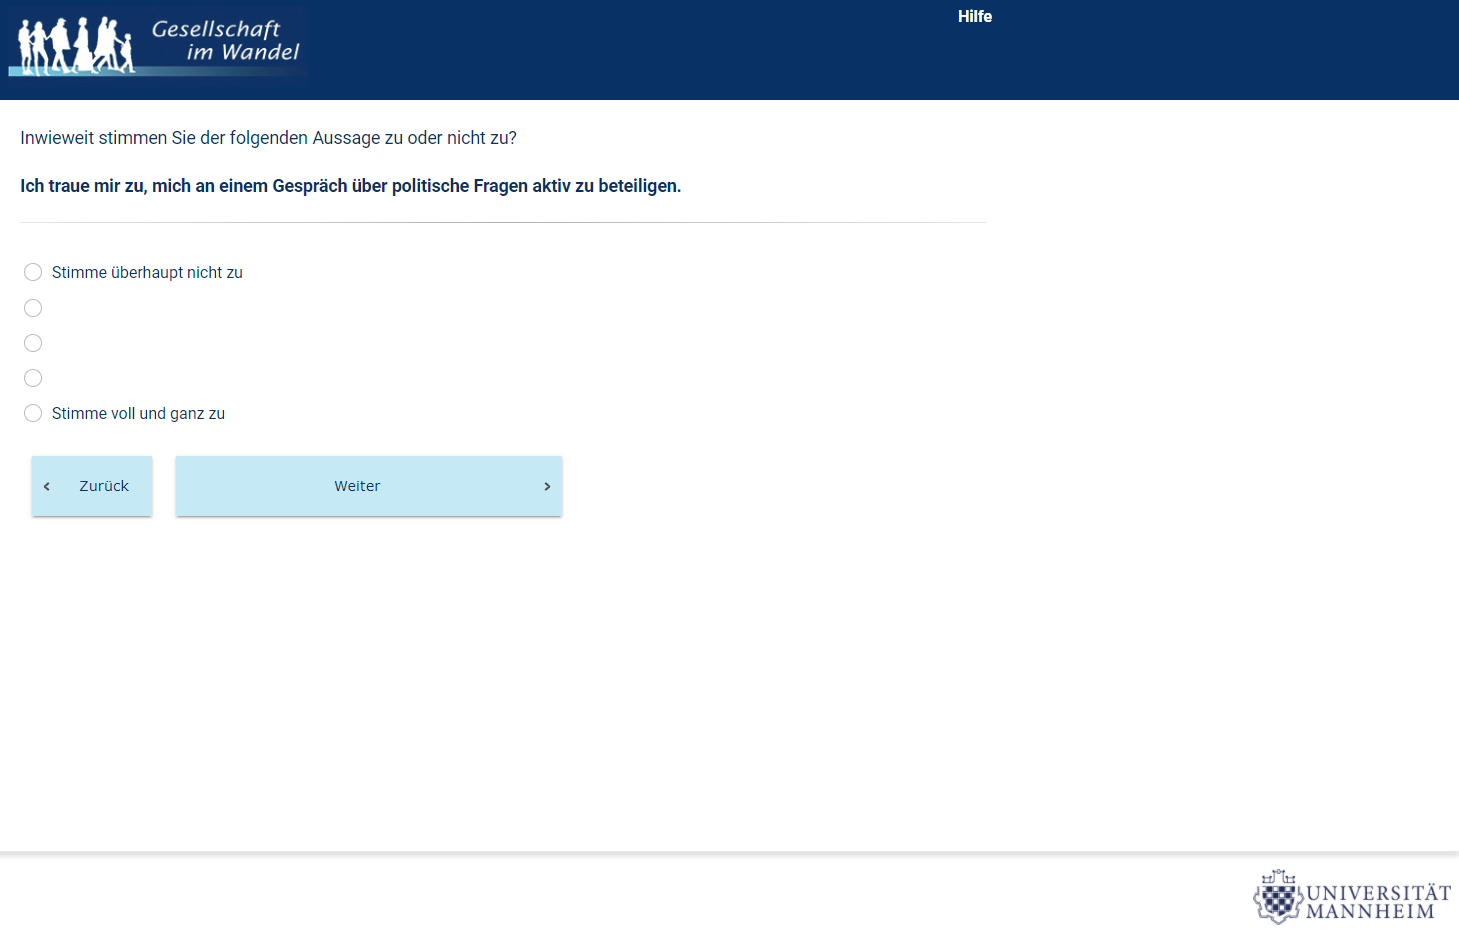 Gesellschaft
im Wandel
Hilfe
Inwieweit stimmen Sie der folgenden Aussage zu oder nicht zu?
Ich traue mir zu, mich an einem Gespräch über politische Fragen aktiv zu beteiligen.
Stimme überhaupt nicht zu
Stimme voll und ganz zu
Zurück
Weiter
UNIVERSITÄT
MANNHEIM